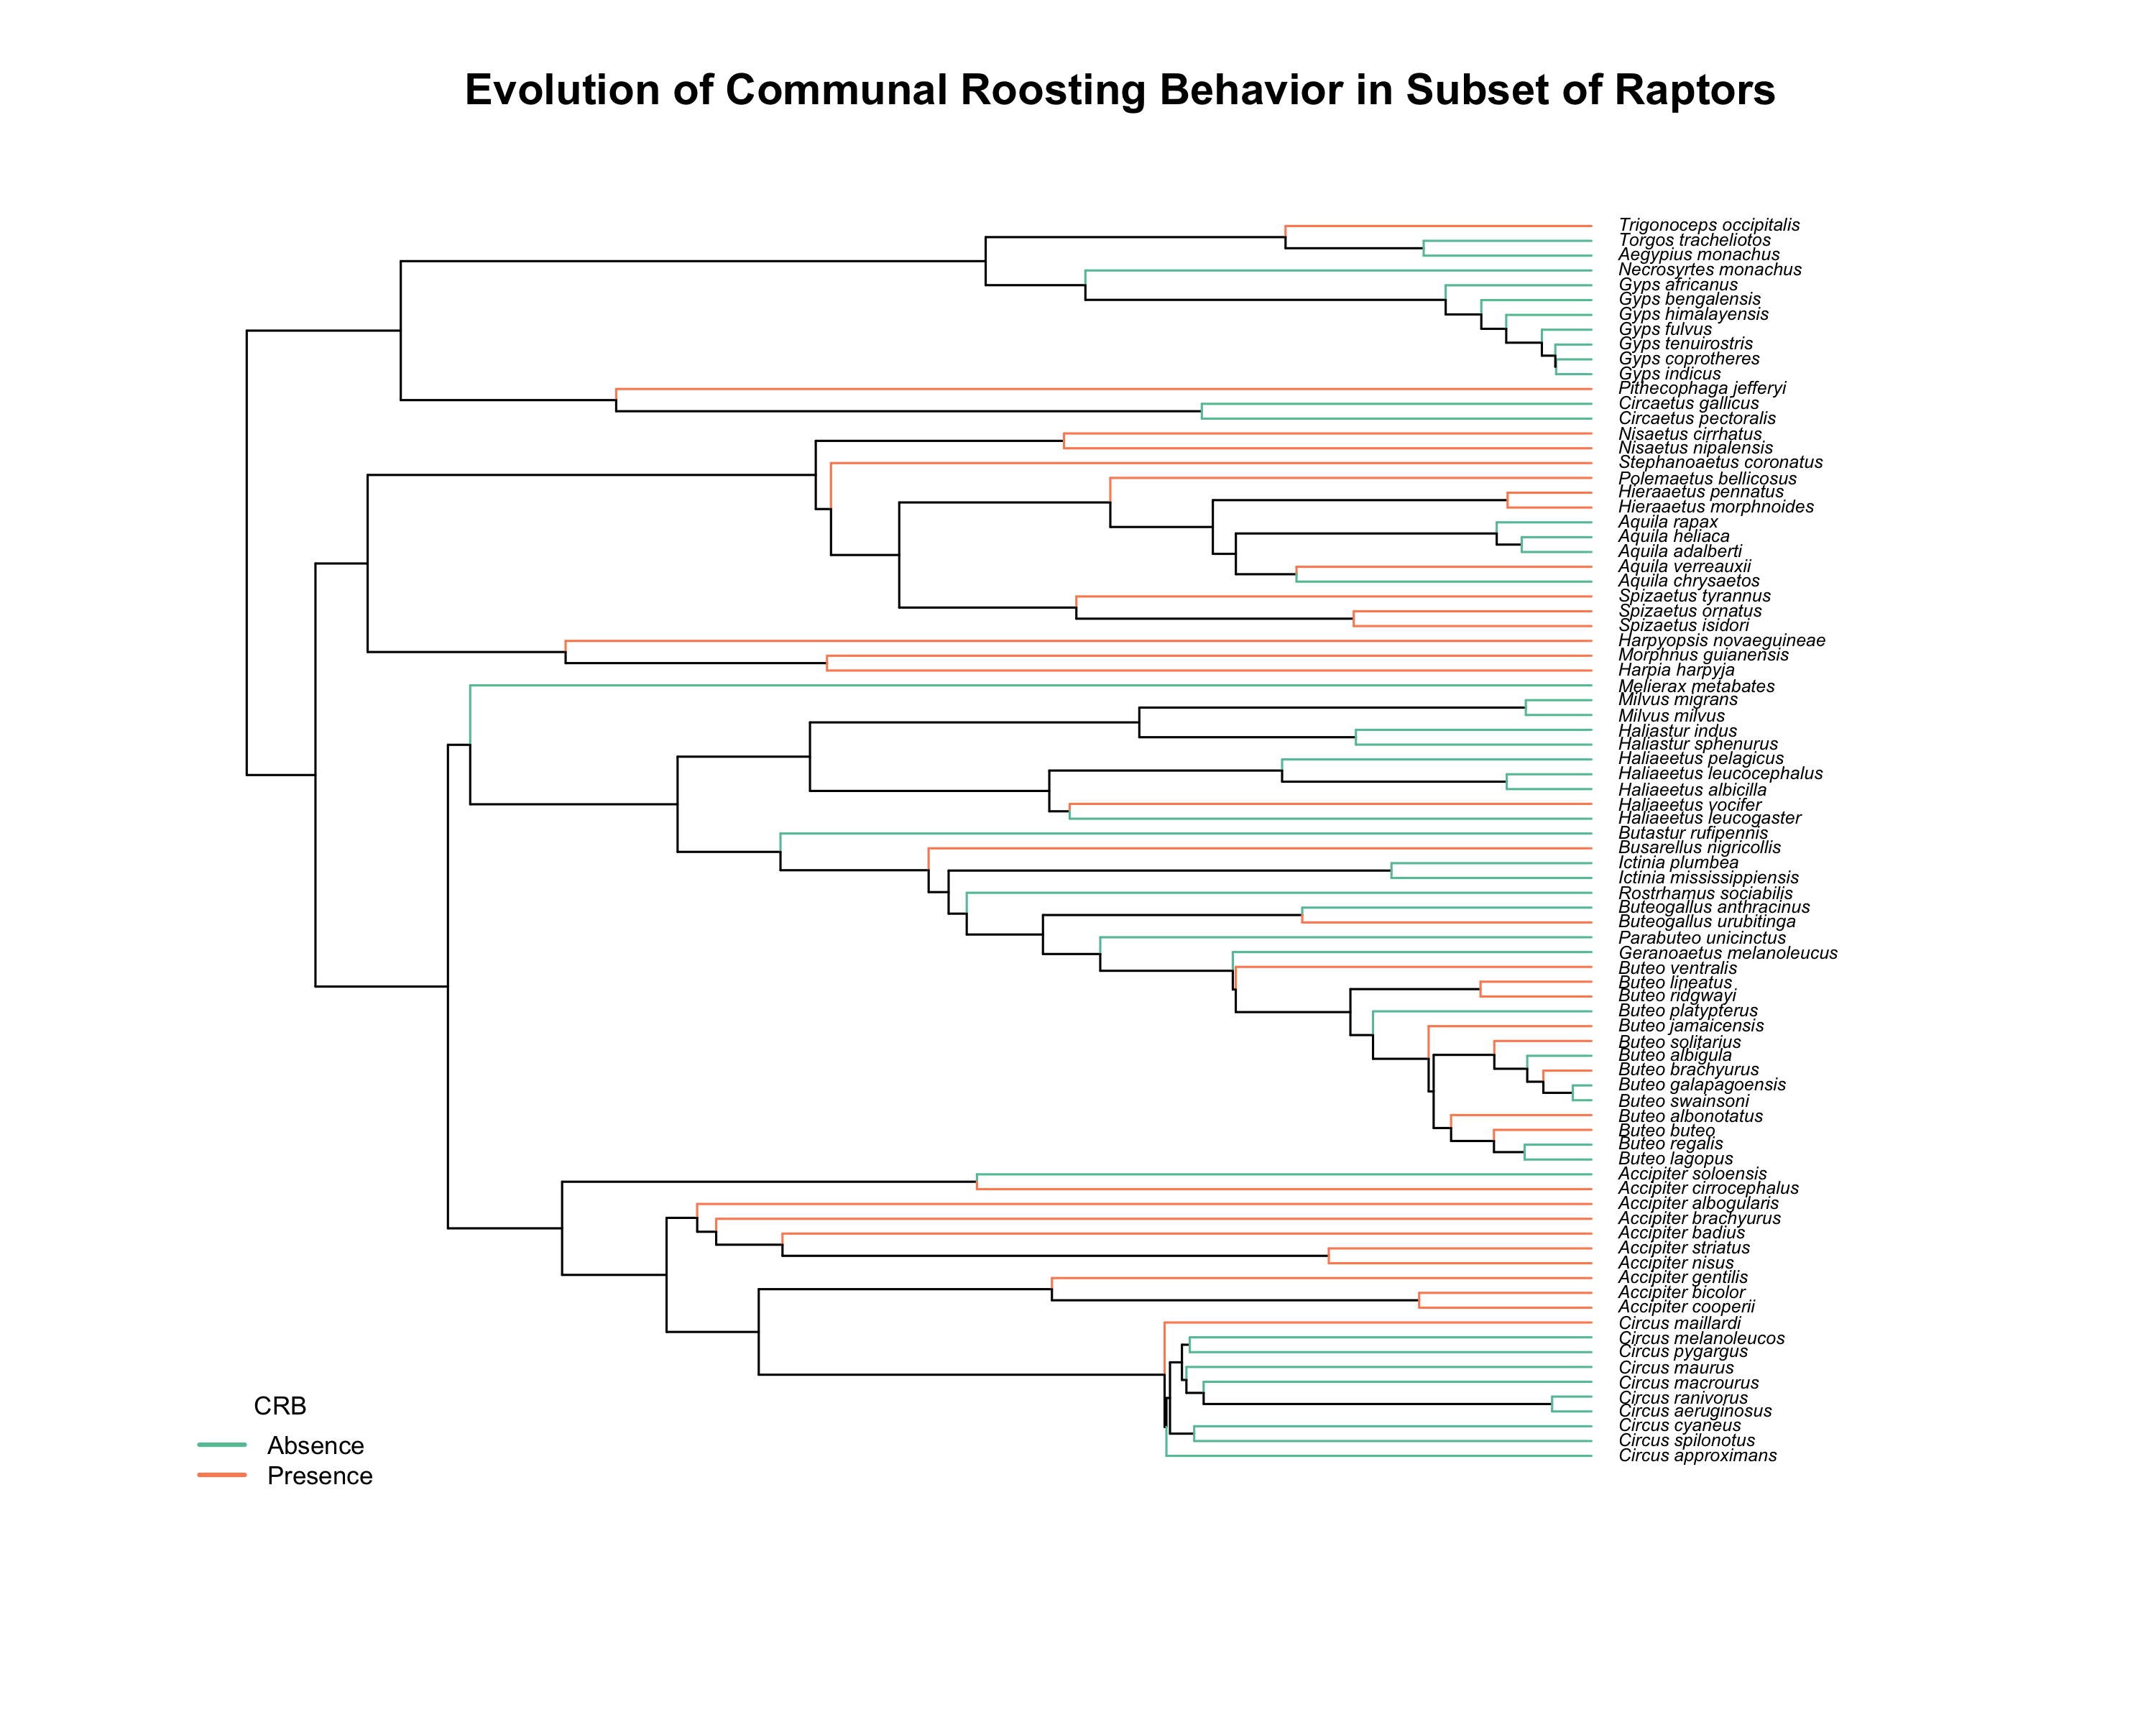 Evolution of Communal Roosting Behavior in Subset of Raptors
Trigonoceps occipitalis
Torgos tracheliotos
Aegypius monachus
Necrosyrtes monachus
Gyps africanus
Gyps bengalensis
Gyps himalayensis
Gyps fulvus
Gyps tenuirostris
Gyps coprotheres
Gyps indicus
Pithecophaga jefferyi
Circaetus gallicus
Circaetus pectoralis
Nisaetus cirrhatus
Nisaetus nipalensis
Stephanoaetus coronatus
Polemaetus bellicosus
Hieraaetus pennatus
Hieraaetus morphnoides
Aquila rapax
Aquila heliaca
Aquila adalberti
Aquila verreauxii
Aquila chrysaetos
Spizaetus tyrannus
Spizaetus ornatus
Spizaetus isidori
Harpyopsis novaeguineae
Morphnus guianensis
Harpia harpyja
Melierax metabates
Milvus migrans
Milvus milvus
Haliastur indus
Haliastur sphenurus
Haliaeetus pelagicus
Haliaeetus leucocephalus
Haliaeetus albicilla
Haliaeetus vocifer
Haliaeetus leucogaster
Butastur rufipennis
Busarellus nigricollis
Ictinia plumbea
Ictinia mississippiensis
Rostrhamus sociabilis
Buteogallus anthracinus
Buteogallus urubitinga
Parabuteo unicinctus
Geranoaetus melanoleucus
Buteo ventralis
Buteo lineatus
Buteo ridgwayi
Buteo platypterus
Buteo jamaicensis
Buteo solitarius
Buteo albigula
Buteo brachyurus
Buteo galapagoensis
Buteo swainsoni
Buteo albonotatus
Buteo buteo
Buteo regalis
Buteo lagopus
Accipiter soloensis
Accipiter cirrocephalus
Accipiter albogularis
Accipiter brachyurus
Accipiter badius
Accipiter striatus
Accipiter nisus
Accipiter gentilis
Accipiter bicolor
Accipiter cooperii
Circus maillardi
Circus melanoleucos
Circus pygargus
Circus maurus
Circus macrourus
Circus ranivorus
Circus aeruginosus
Circus cyaneus
Circus spilonotus
Circus approximans
CRB
Absence
Presence